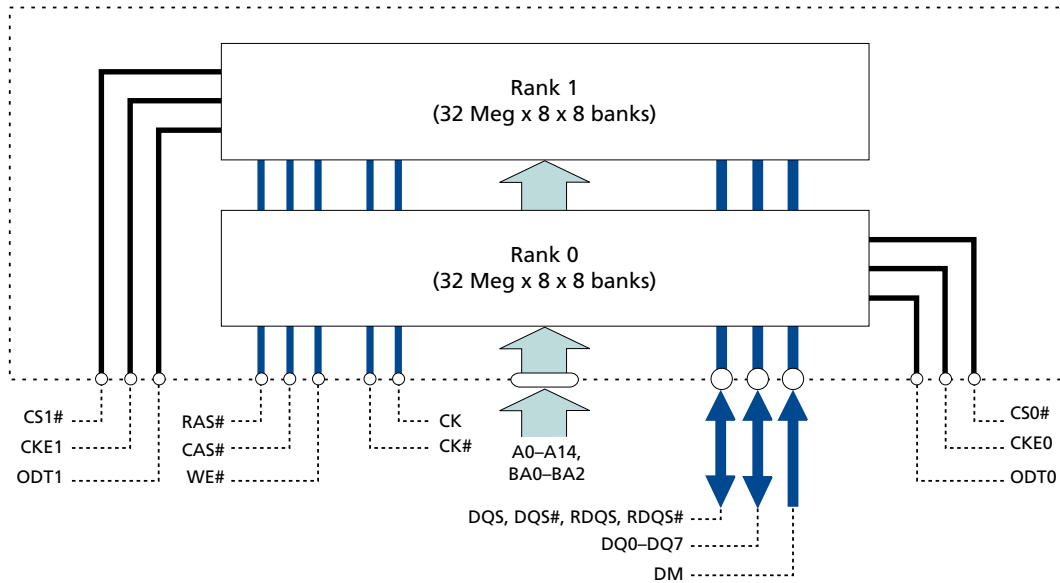 Rank 1
(32 Meg x 8 x 8 banks)
Rank 0
(32 Meg x 8 x 8 banks)
CS1#
CKE1
ODT1
RAS#
CAS#
WE#
CK
CK#
A0–A14,
BA0–BA2
CS0#
CKE0
ODT0
DQS, DQS#, RDQS, RDQS#
DQ0–DQ7
DM